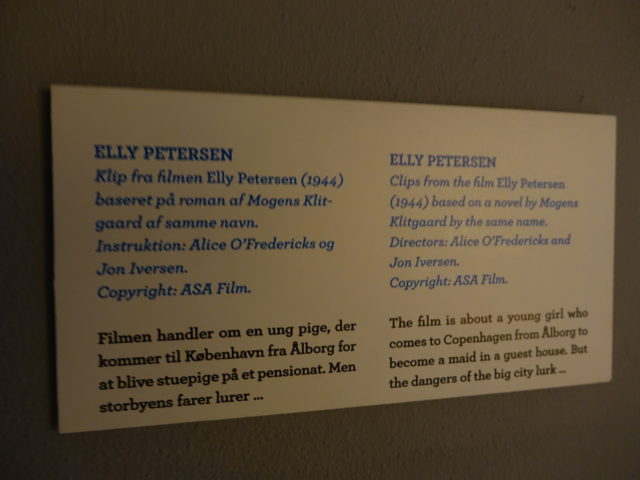 ELLY PETERSEN
Klip fra filmen Elly Petersen (1944)
baseret på roman af Mogens Klit-
gaard af samme navn.
Instruktion: Alice O'Fredericks og
Jon Iversen.
Copyright: ASA Film.
Filmen handler om en ung pige, der
kommer til København fra Ålborg for
at blive stuepige på et pensionat. Men
storbyens farer lurer ...
ELLY PETERSEN
Clips from the film Elly Petersen
(1944) based on a novel by Mogens
Klitgaard by the same name.
Directors: Alice O'Fredericks and
Jon Iversen.
Copyright: ASA Film.
The film is about a young girl who
comes to Copenhagen from Ålborg to
become a maid in a guest house. But
the dangers of the big city lurk ...